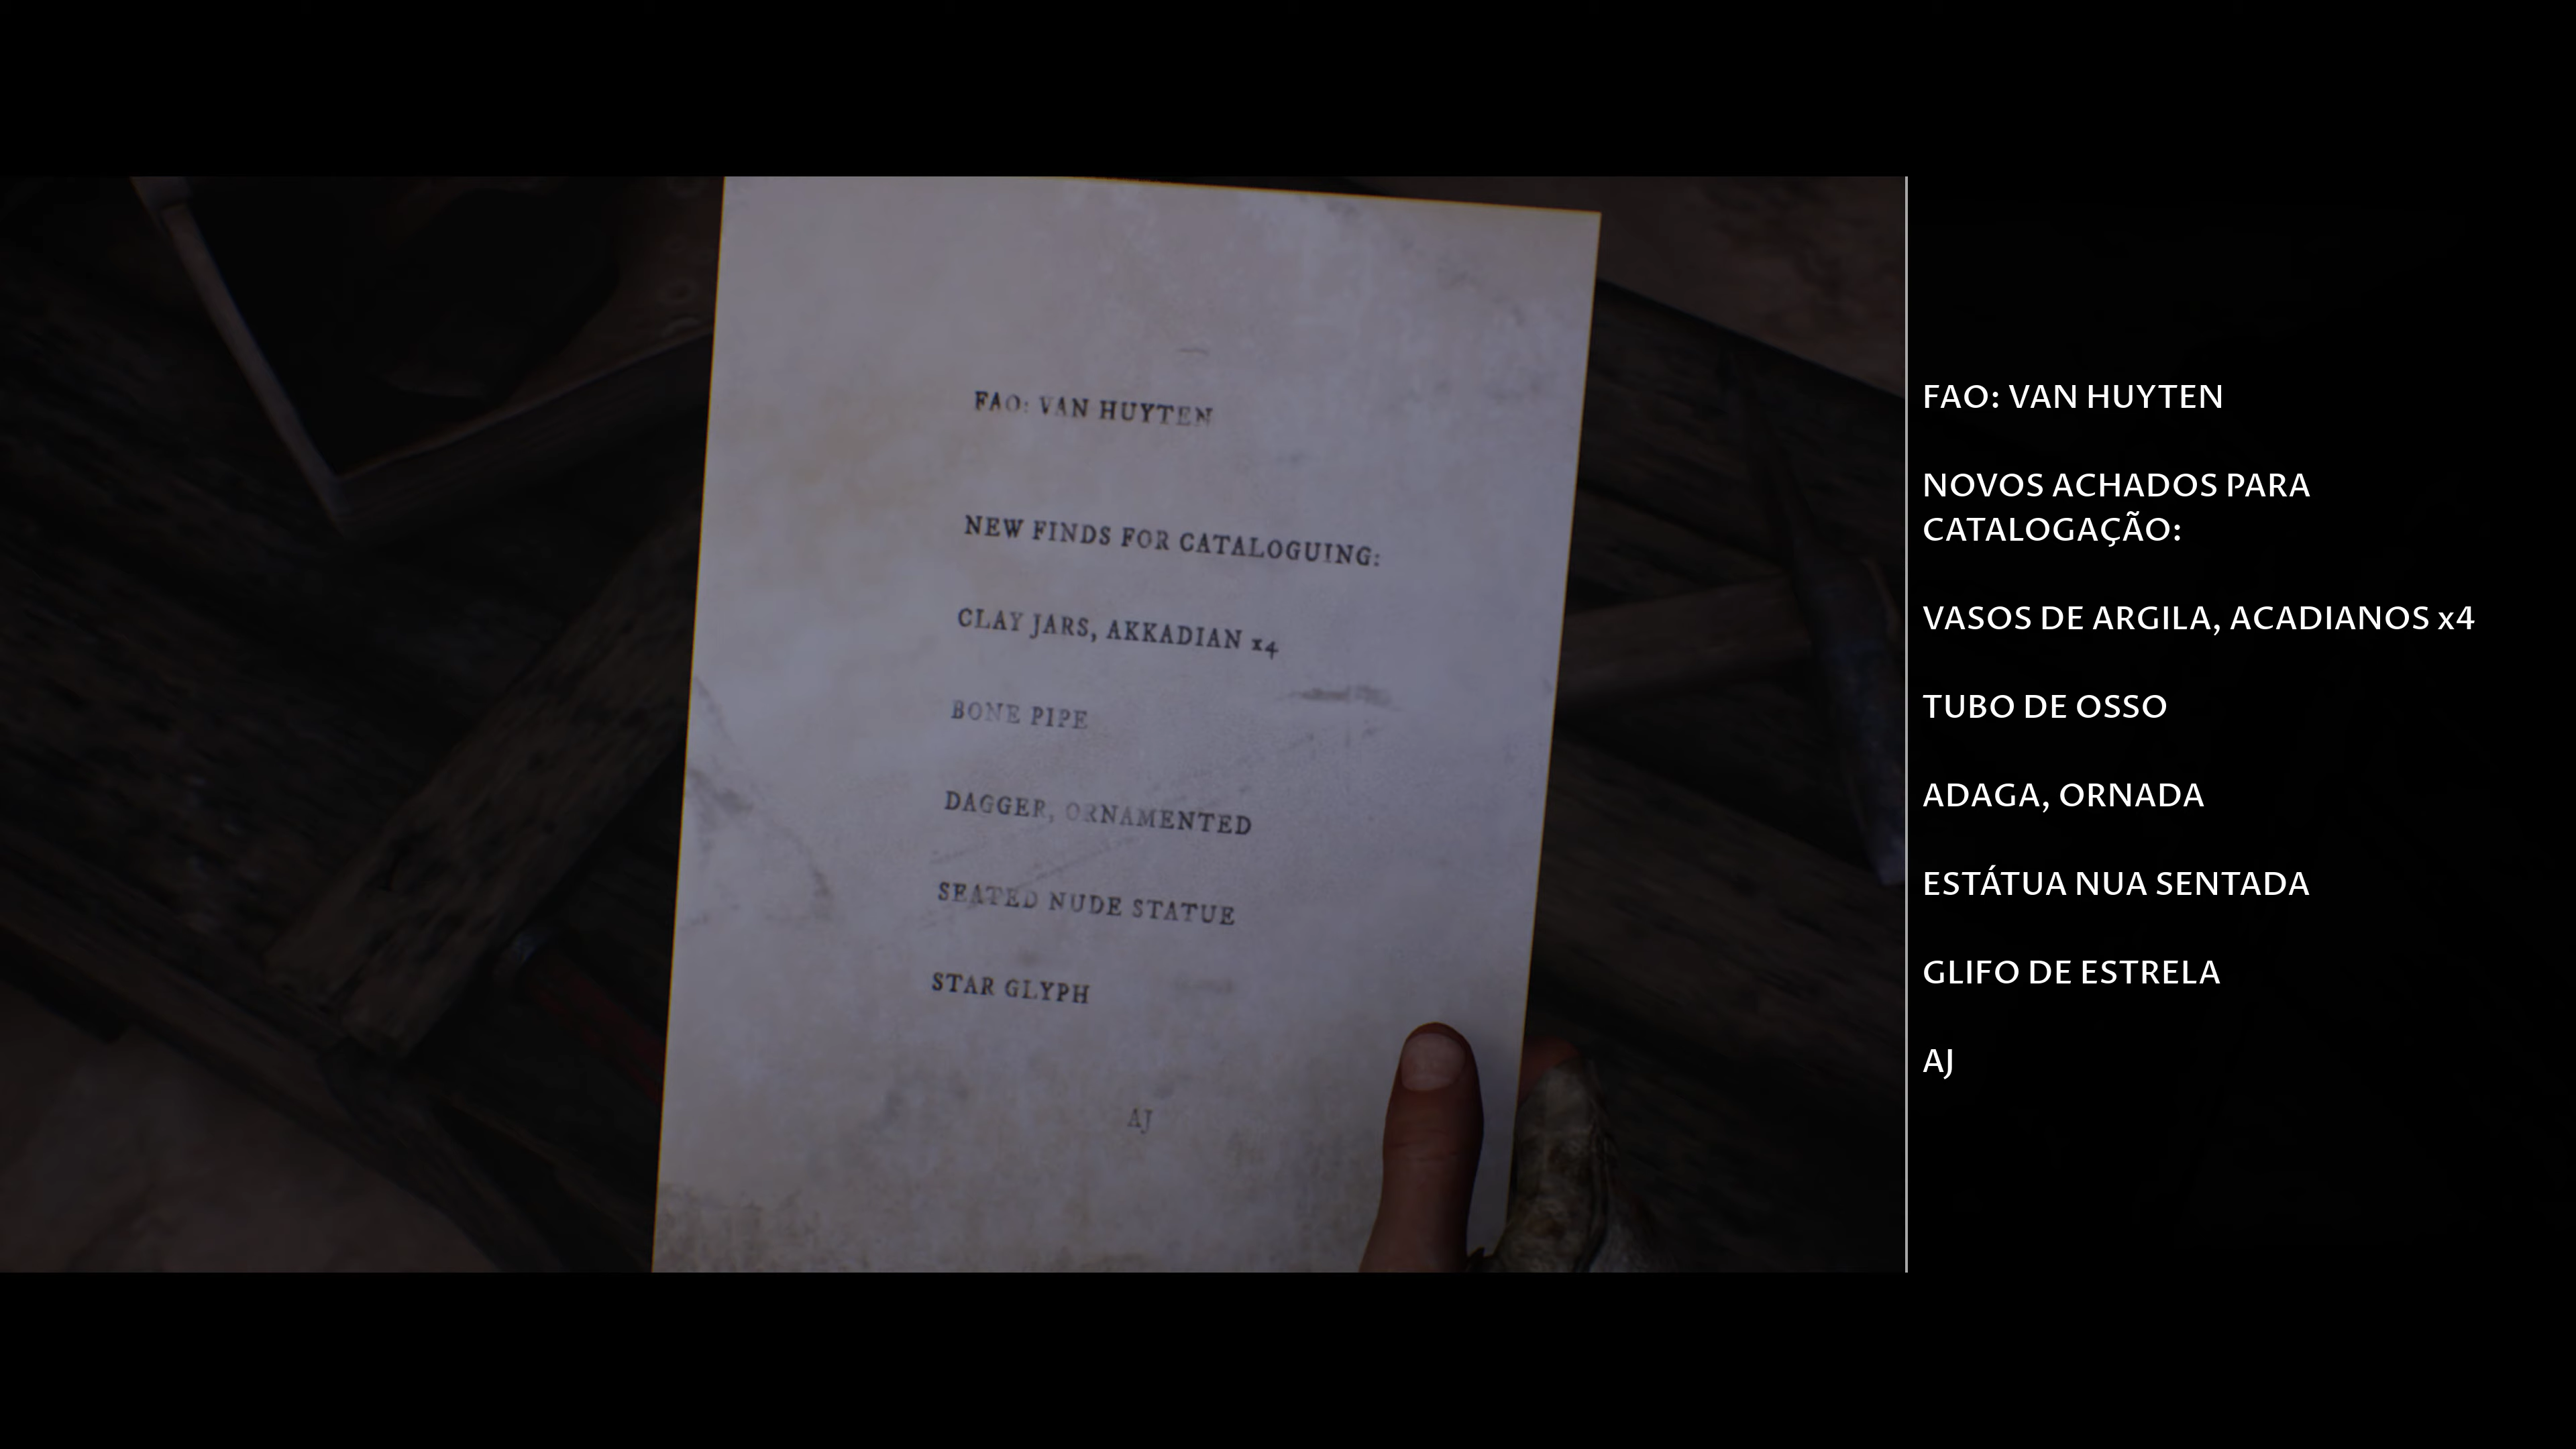 FAO: VAN HUYTEN
NEW FINDS FOR CATALOGUING:
CLAY JARS, AKKADIAN x4
BONE PIPE
DAGGER, ORNAMENTED
SEATED NUDE STATUE
STAR GLYPH
AJ
FAO: VAN HUYTEN
NOVOS ACHADOS PARA
CATALOGAÇÃO:
VASOS DE ARGILA, ACADIANOS x4
TUBO DE OSSO
ADAGA, ORNADA
ESTÁTUA NUA SENTADA
GLIFO DE ESTRELA
AJ